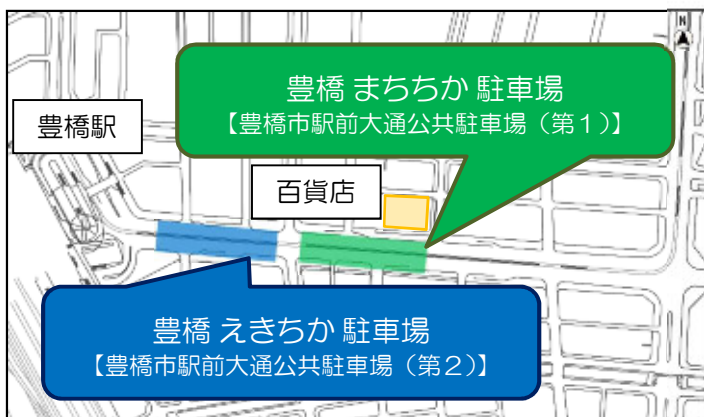 N
豊橋 まちちか 駐車場
【豊橋市駅前大通公共駐車場（第１）】
豊橋駅
百貨店
豊橋 えきちか 駐車場
【豊橋市駅前大通公共駐車場（第２）】